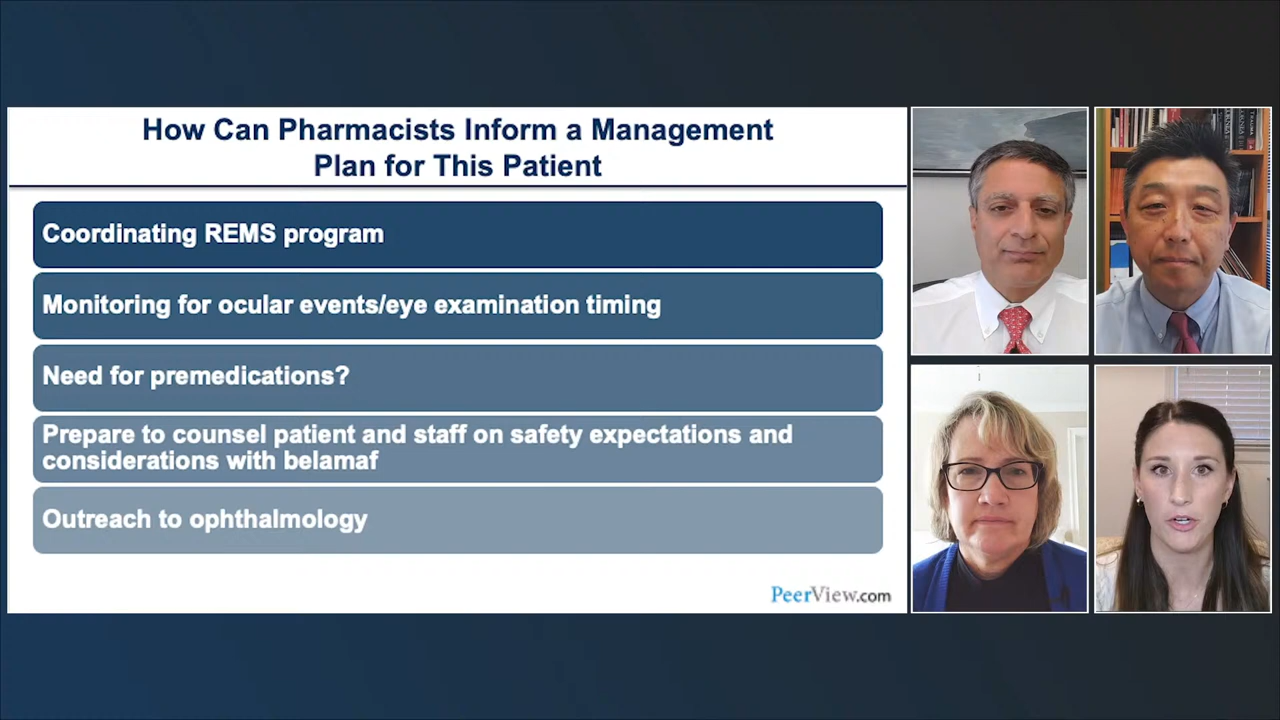 How Can Pharmacists Inform a Management
Plan for This Patient
Coordinating REMS program
Monitoring for ocular events/eye examination timing
Need for premedications?
Prepare to counsel patient and staff on safety expectations and
considerations with belamaf
Outreach to ophthalmology
PeerView.com